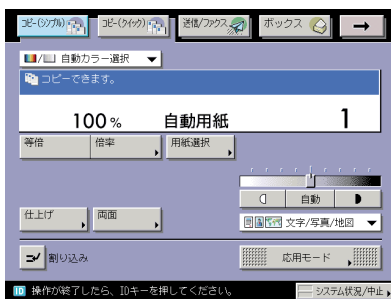 コピー(シンプル) コピー(クイック) 送信/ファクス ボックス →
自動カラー選択
コピーできます。
100% 自動用紙 1
等倍 倍率 用紙選択
自動
仕上げ 両面 文字/写真/地図
割り込み 応用モード
ID 操作が終了したら、IDキーを押してください。 システム状況/中止